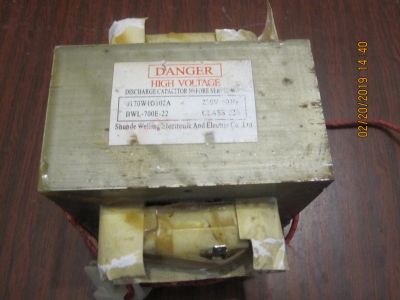 DANGER
HIGH VOLTAGE
DISCHARGE CAPACITOR BEFORE SERVICING
6170W1D102A 230V 50Hz
BWL-700E-22 CLASS 220
Shunde Welling Electronic And Electric Co. Ltd
02/20/2019 14:40